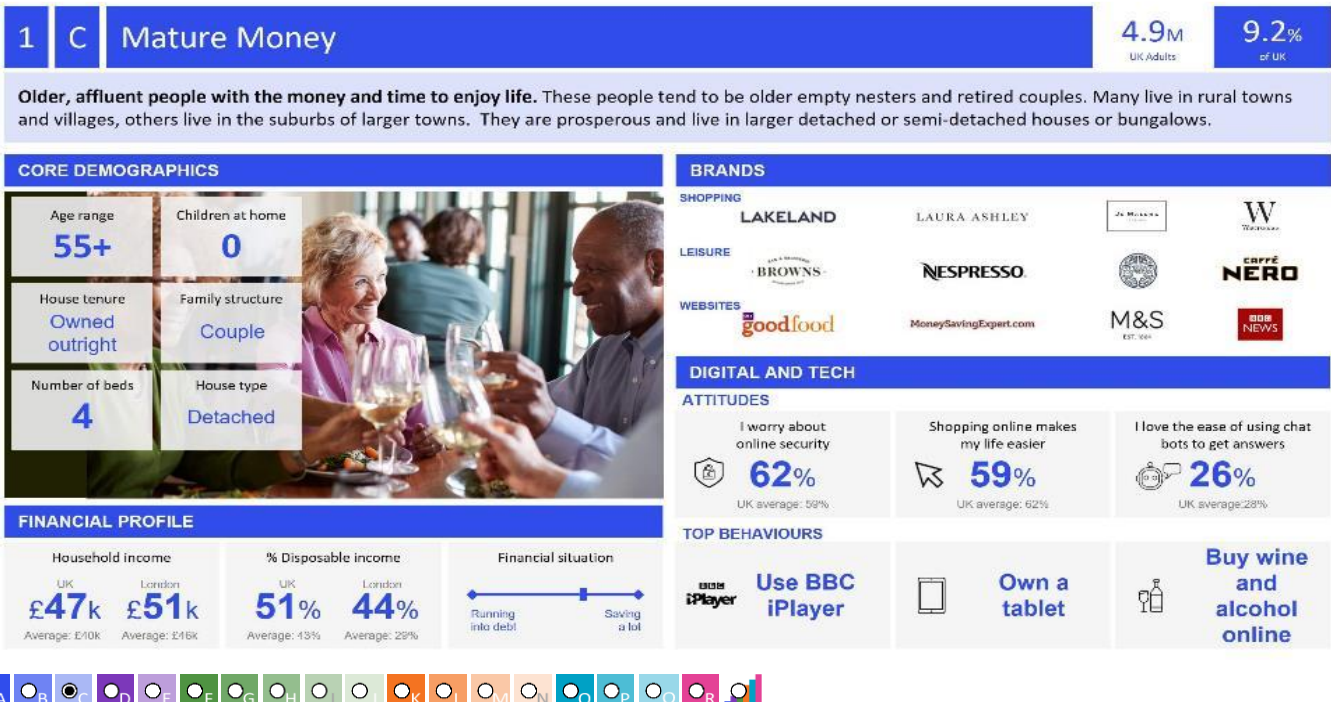 1 C Mature Money
4.9M
UK Adults
9.2%
of UK
Older, affluent people with the money and time to enjoy life. These people tend to be older empty nesters and retired couples. Many live in rural towns
and villages, others live in the suburbs of larger towns. They are prosperous and live in larger detached or semi-detached houses or bungalows.
CORE DEMOGRAPHICS
Age range
55+
Children at home
0
House tenure
Owned
outright
Family structure
Couple
Number of beds
4
House type
Detached
FINANCIAL PROFILE
Household income
UK
£47k
Average: £40k
London
£51k
Average: £46k
% Disposable income
UK
51%
Average: 43%
London
44%
Average: 29%
Financial situation
Running
into debt
Saving
a lot
BRANDS
SHOPPING
LAKELAND
LAURA ASHLEY
W
LEISURE
BROWNS
NESPRESSO
CAFFÈ
NERO
WEBSITES
goodfood
MoneySavingExpert.com
M&S
EST. 1884
BBC
NEWS
DIGITAL AND TECH
ATTITUDES
I worry about
online security
62%
UK average: 59%
Shopping online makes
my life easier
59%
UK average: 62%
I love the ease of using chat
bots to get answers
26%
UK average:28%
TOP BEHAVIOURS
BBC
iPlayer
Use BBC
iPlayer
Own a
tablet
Buy wine
and
alcohol
online
A B C D E F G H I J K L M N O P Q R